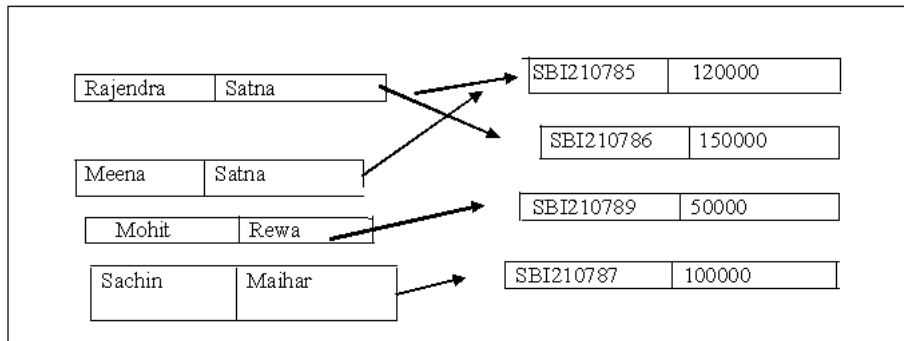 Rajendra Satna
SBI210785 120000
SBI210786 150000
Meena Satna
SBI210789 50000
Mohit Rewa
Sachin Maihar
SBI210787 100000